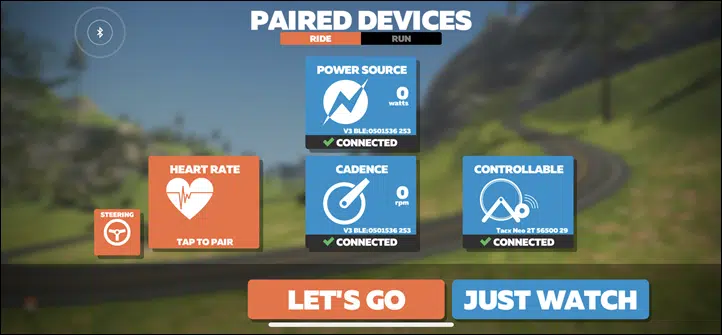 PAIRED DEVICES
RIDE
RUN
POWER SOURCE
0
watts
V3 BLE:0501536 253
CONNECTED
HEART RATE
TAP TO PAIR
CADENCE
0
rpm
V3 BLE:0501536 253
CONNECTED
CONTROLLABLE
Tacx Neo 2T 56500 29
CONNECTED
STEERING
LET'S GO
JUST WATCH